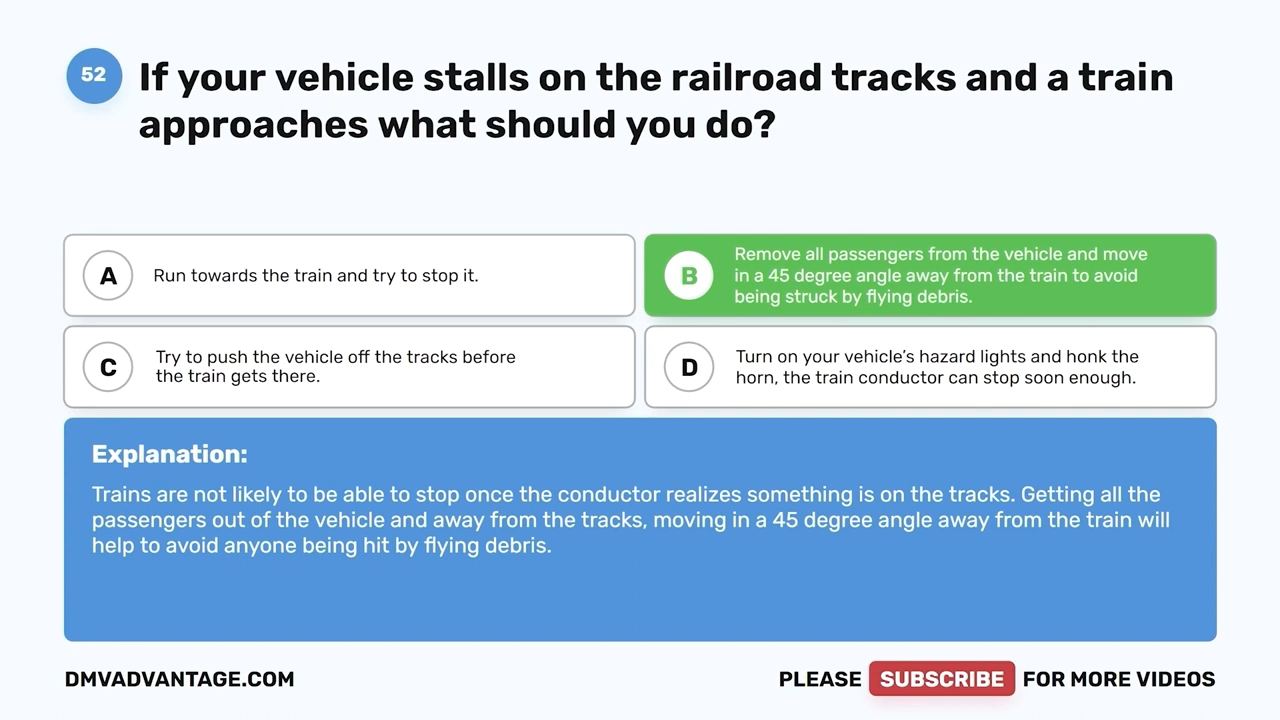 52
If your vehicle stalls on the railroad tracks and a train
approaches what should you do?
A
Run towards the train and try to stop it.
B
Remove all passengers from the vehicle and move
in a 45 degree angle away from the train to avoid
being struck by flying debris.
C
Try to push the vehicle off the tracks before
the train gets there.
D
Turn on your vehicle’s hazard lights and honk the
horn, the train conductor can stop soon enough.
Explanation:
Trains are not likely to be able to stop once the conductor realizes something is on the tracks. Getting all the
passengers out of the vehicle and away from the tracks, moving in a 45 degree angle away from the train will
help to avoid anyone being hit by flying debris.
DMVADVANTAGE.COM
PLEASE SUBSCRIBE FOR MORE VIDEOS